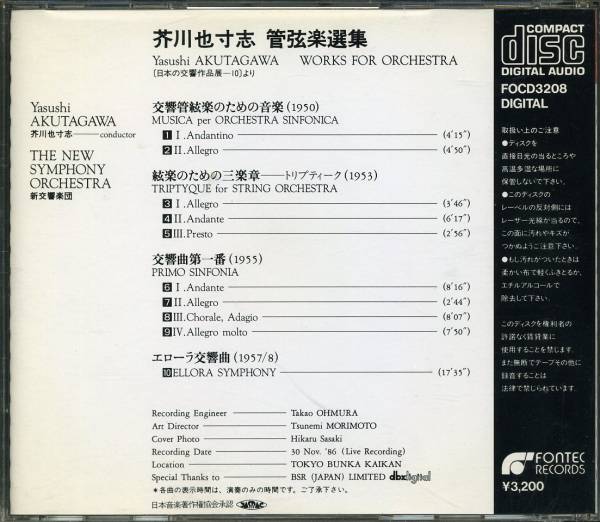 芥川也寸志 管弦楽選集
Yasushi AKUTAGAWA WORKS FOR ORCHESTRA
〔日本の交響作品展—10〕より
Yasushi
AKUTAGAWA
芥川也寸志——conductor
THE NEW
SYMPHONY
ORCHESTRA
新交響楽団
交響管絃楽のための音楽(1950)
MUSICA per ORCHESTRA SINFONICA
1 I. Andantino (4'15")
2 II. Allegro (4'50")
絃楽のための三楽章——トリプティーク(1953)
TRIPTYQUE for STRING ORCHESTRA
3 I. Allegro (3'46")
4 II. Andante (6'17")
5 III. Presto (2'56")
交響曲第一番(1955)
PRIMO SINFONIA
6 I. Andante (8'16")
7 II. Allegro (2'44")
8 III. Chorale, Adagio (8'07")
9 IV. Allegro molto (7'50")
エローラ交響曲(1957/8)
10 ELLORA SYMPHONY (17'35")
Recording Engineer Takao OHMURA
Art Director Tsunemi MORIMOTO
Cover Photo Hikaru Sasaki
Recording Date 30 Nov. '86 (Live Recording)
Location TOKYO BUNKA KAIKAN
Special Thanks to BSR (JAPAN) LIMITED dbx digital
*各曲の表示時間は、演奏のみの時間です。ご了承下さい。
日本音楽著作権協会承認 JASRAC
COMPACT
disc
DIGITAL AUDIO
FOCD3208
DIGITAL
取扱い上のご注意
●ディスクを
直接日光の当るところや
高温多湿な場所に
保管しないで下さい。
●このディスクの
レーベルの反対側には
レーザー光線が当るので、
この面に汚れやキズが
つかぬようご注意下さい。
●もし汚れがついたときは
柔かい布で軽くふきとるか、
エチルアルコールで
除去して下さい。
このディスクを権利者の
許諾なく賃貸業に
使用することを禁じます。
また無断でテープその他に
録音することは
法律で禁じられています。
FONTEC
RECORDS
¥3,200